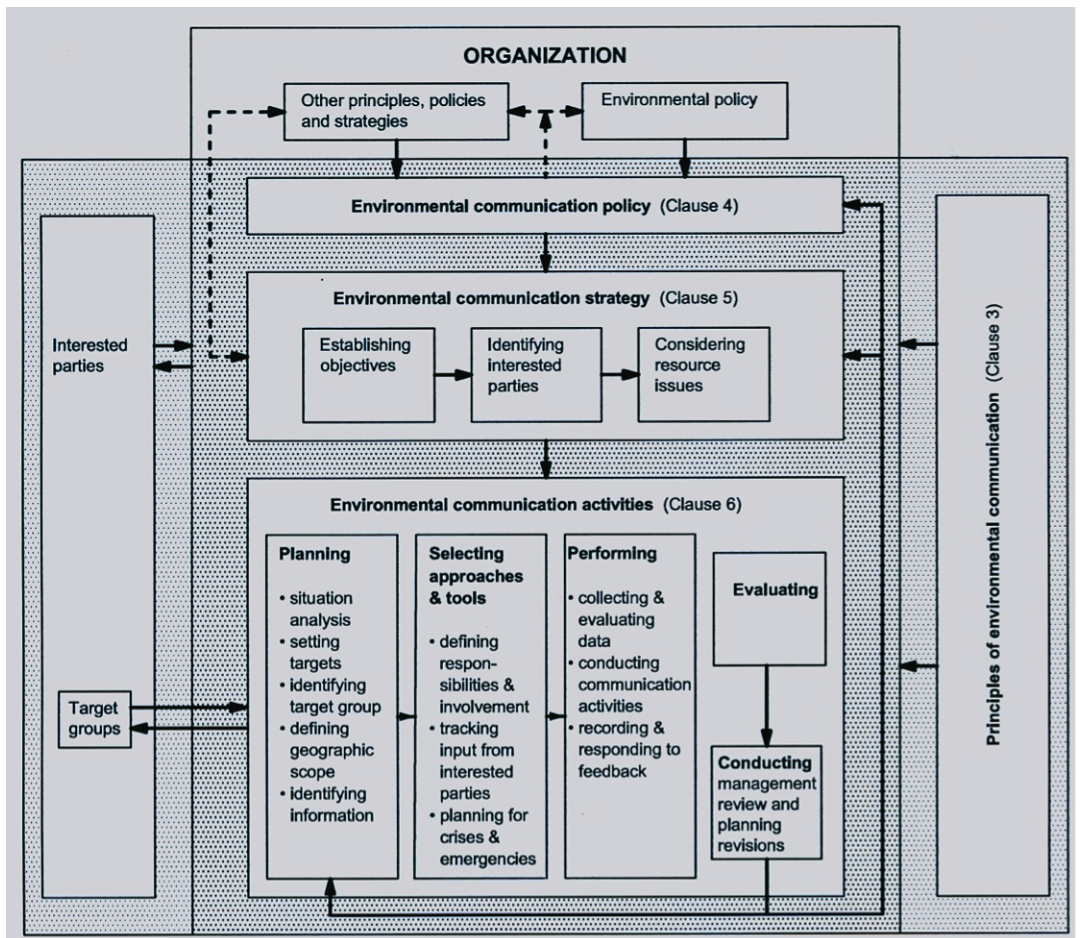 ORGANIZATION
Other principles, policies
and strategies
Environmental policy
Environmental communication policy (Clause 4)
Environmental communication strategy (Clause 5)
Establishing
objectives
Identifying
interested
parties
Considering
resource
issues
Interested
parties
Target
groups
Environmental communication activities (Clause 6)
Planning
• situation
analysis
• setting
targets
• identifying
target group
• defining
geographic
scope
• identifying
information
Selecting
approaches
& tools
• defining
respon-
sibilities &
involvement
• tracking
input from
interested
parties
• planning for
crises &
emergencies
Performing
• collecting &
evaluating
data
• conducting
communication
activities
• recording &
responding to
feedback
Evaluating
Conducting
management
review and
planning
revisions
Principles of environmental communication (Clause 3)